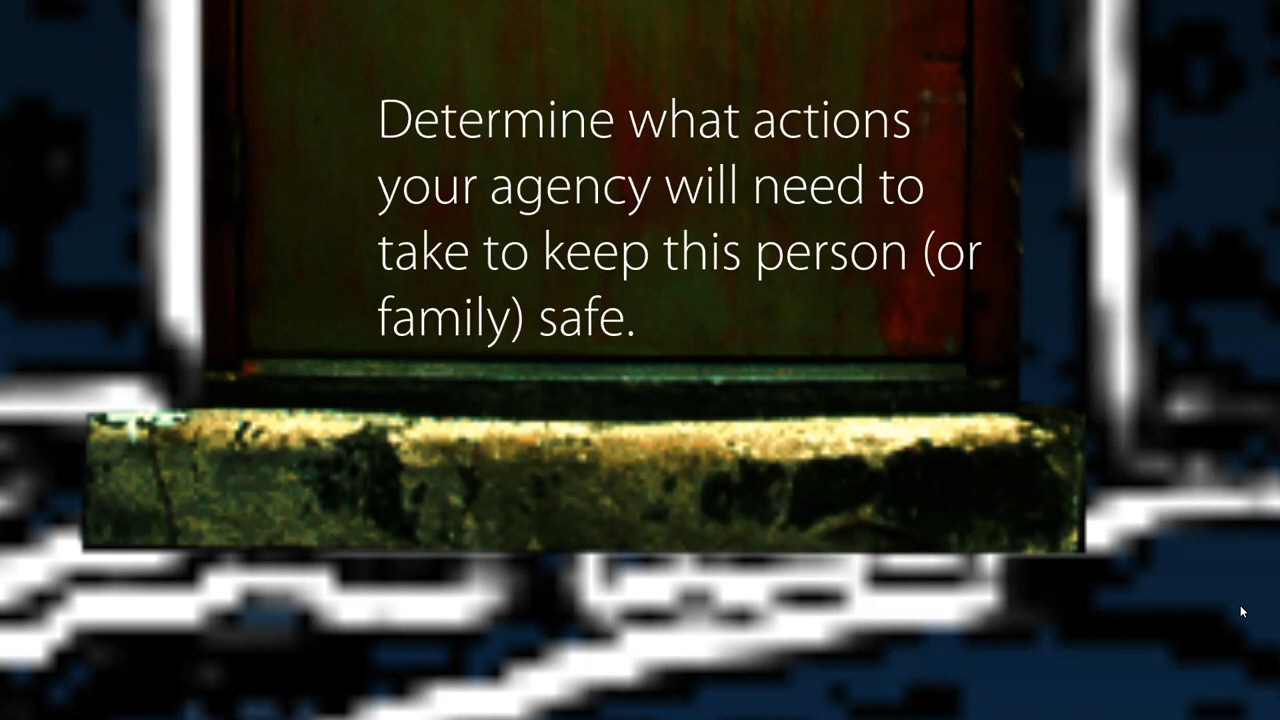 Determine what actions
your agency will need to
take to keep this person (or
family) safe.